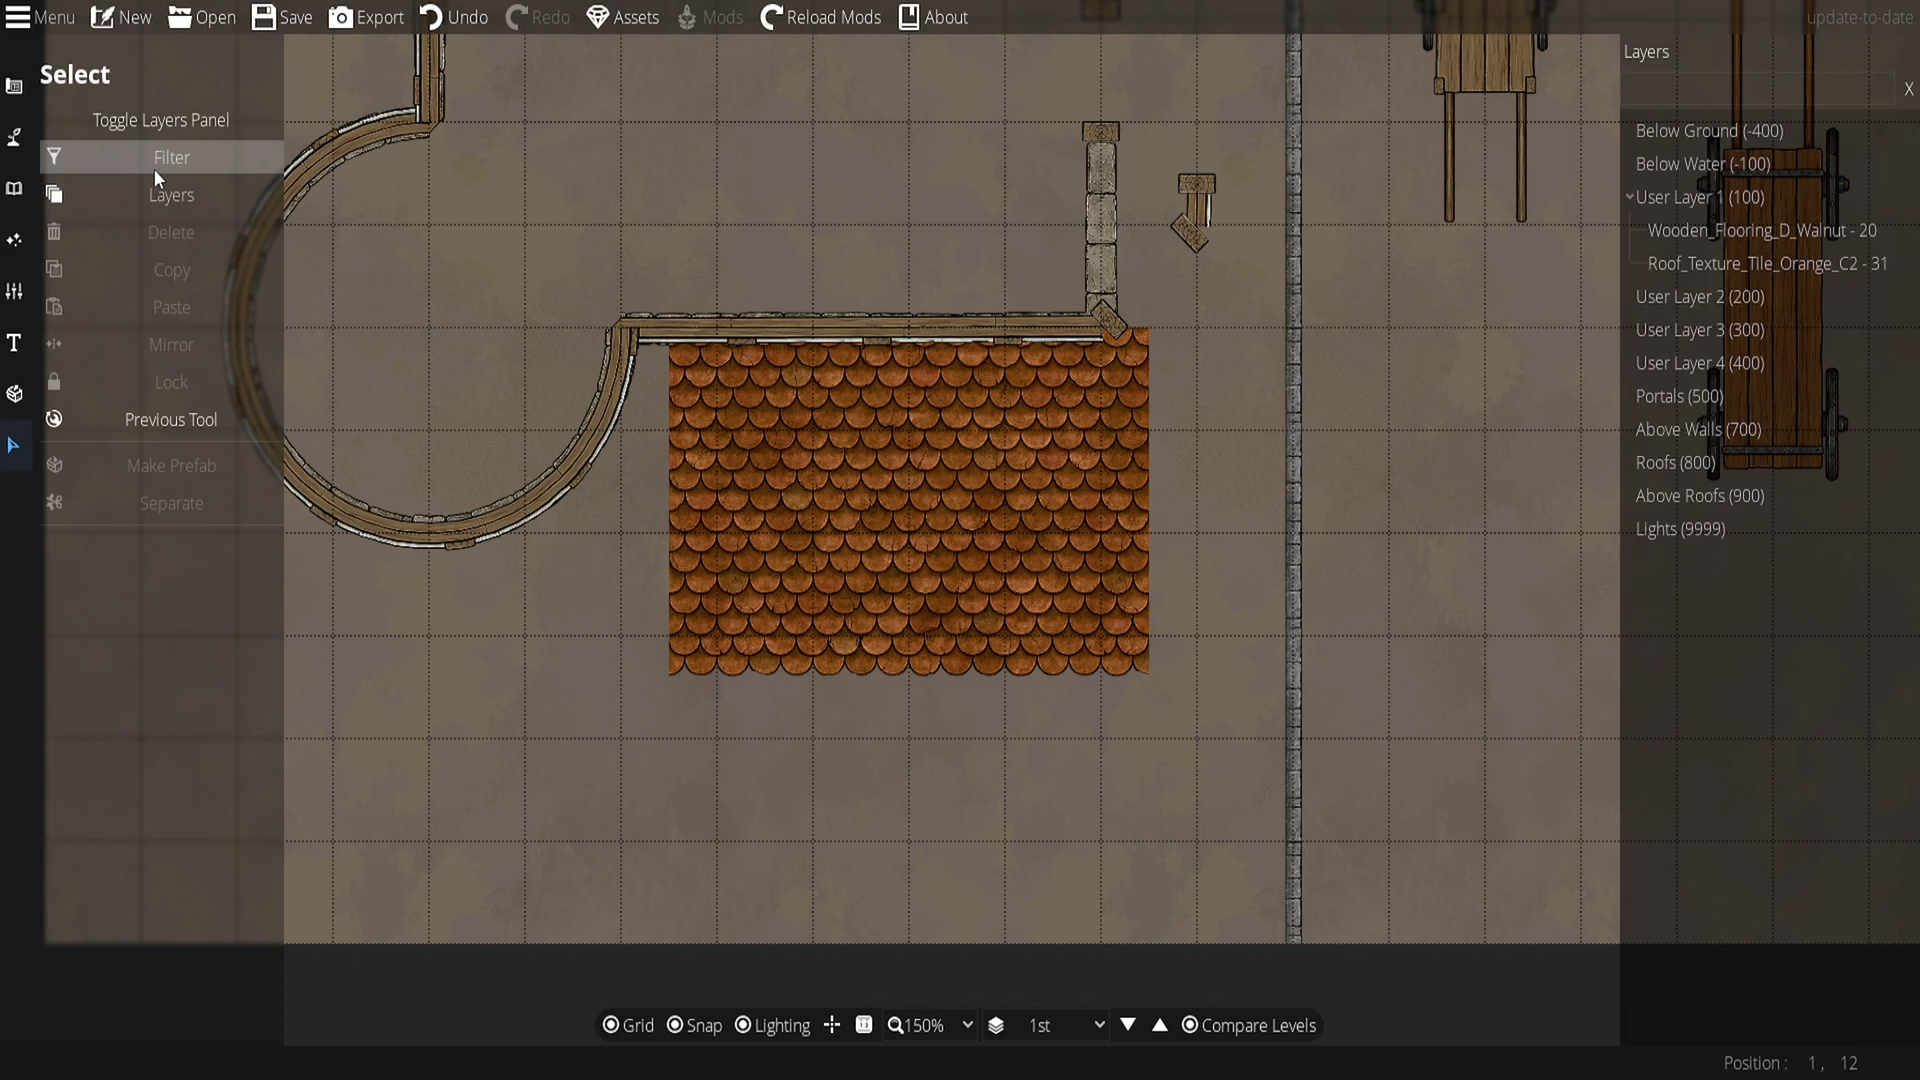 Menu New Open Save Export Undo Redo Assets Mods Reload Mods About update-to-date
Select
Toggle Layers Panel
Filter
Layers
Delete
Copy
Paste
Mirror
Lock
Previous Tool
Make Prefab
Separate
Layers
X
Below Ground (-400)
Below Water (-100)
User Layer 1 (100)
Wooden_Flooring_D_Walnut - 20
Roof_Texture_Tile_Orange_C2 - 31
User Layer 2 (200)
User Layer 3 (300)
User Layer 4 (400)
Portals (500)
Above Walls (700)
Roofs (800)
Above Roofs (900)
Lights (9999)
Grid Snap Lighting 150% 1st Compare Levels
Position : 1 , 12